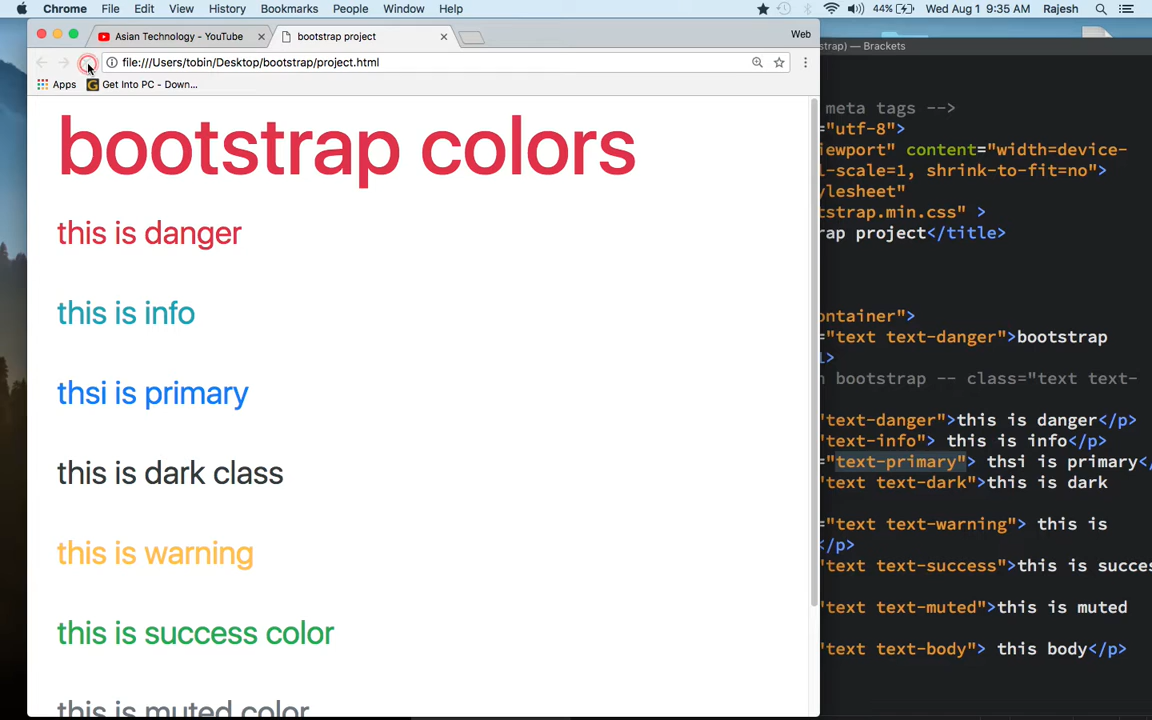 Chrome File Edit View History Bookmarks People Window Help 44% Wed Aug 1 9:35 AM Rajesh
Asian Technology - YouTube bootstrap project Web
file:///Users/tobin/Desktop/bootstrap/project.html
Apps Get Into PC - Down...
bootstrap colors
this is danger
this is info
thsi is primary
this is dark class
this is warning
this is success color
this is muted color
strap) — Brackets
meta tags -->
="utf-8">
iewport" content="width=device-
l-scale=1, shrink-to-fit=no">
ylesheet"
tstrap.min.css" >
rap project</title>
ontainer">
="text text-danger">bootstrap
1>
n bootstrap -- class="text text-
"text-danger">this is danger</p>
"text-info"> this is info</p>
="text-primary"> thsi is primary</
"text text-dark">this is dark
="text text-warning"> this is
</p>
"text text-success">this is succes
"text text-muted">this is muted
"text text-body"> this body</p>